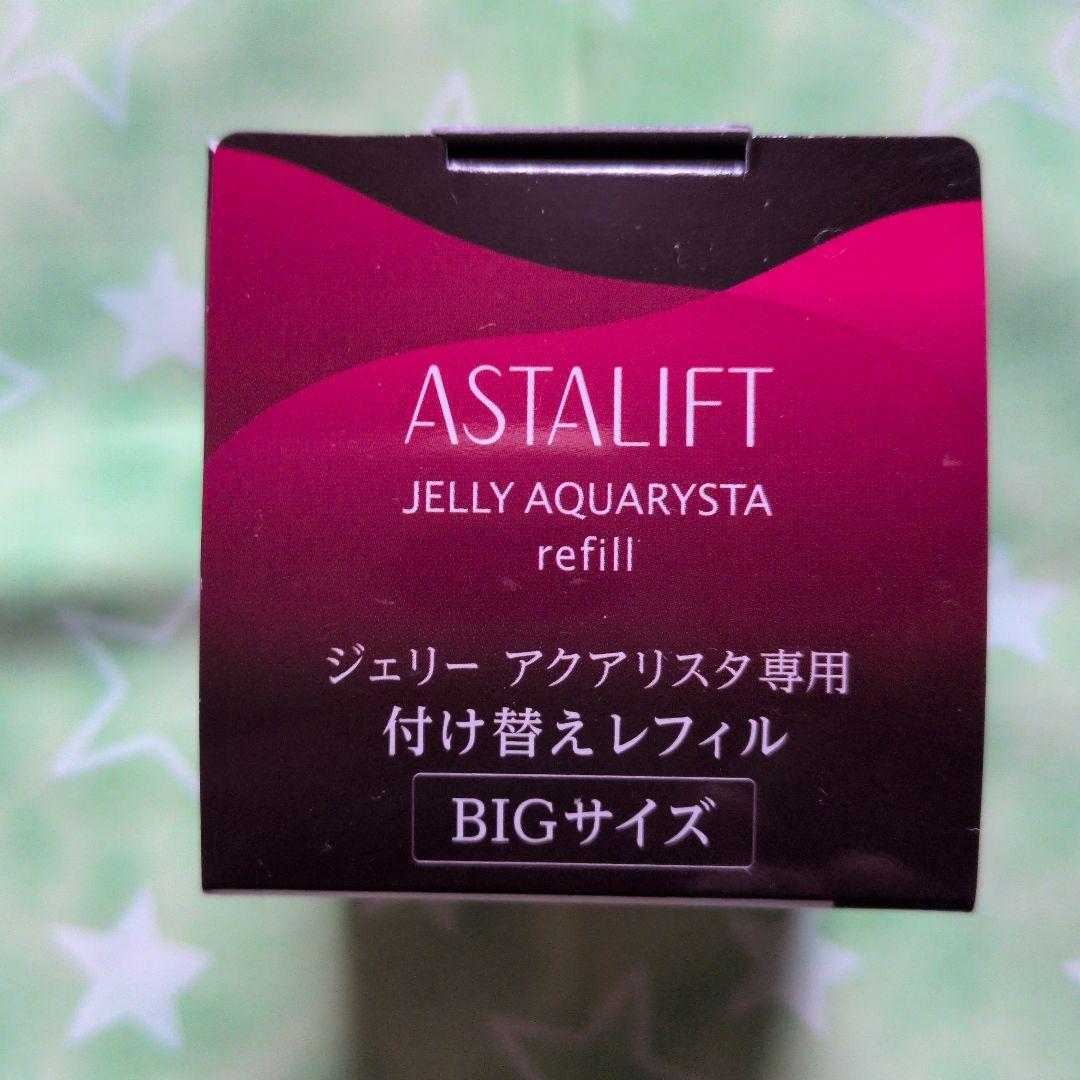 ASTALIFT
JELLY AQUARYSTA
refill
ジェリー アクアリスタ専用
付け替えレフィル
BIGサイズ